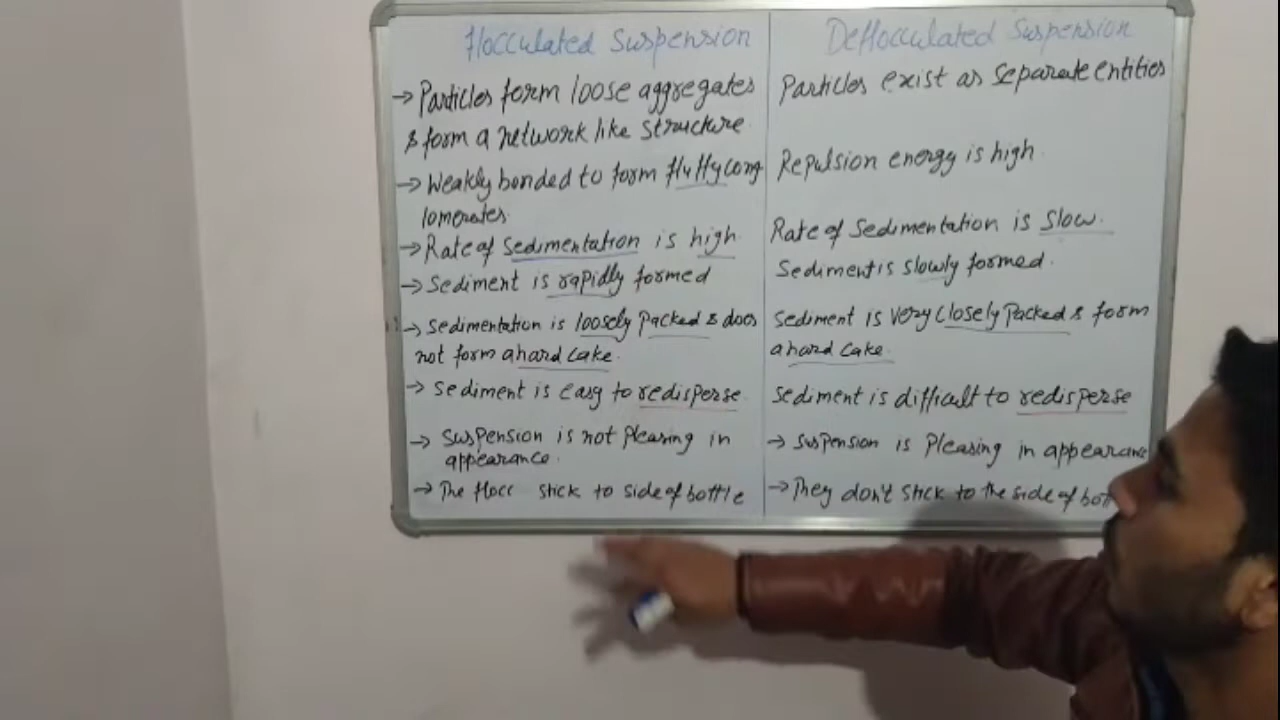 Flocculated Suspension
→ Particles form loose aggregates
& form a network like structure.
→ Weakly bonded to form fluffy cong
lomerates.
→ Rate of sedimentation is high
→ Sediment is rapidly formed
→ Sedimentation is loosely packed & does
not form a hard cake.
→ Sediment is easy to redisperse.
→ Suspension is not pleasing in
appearance.
→ The flocc stick to side of bottle
Deflocculated Suspension
Particles exist as separate entities
Repulsion energy is high.
Rate of Sedimentation is slow.
Sediment is slowly formed.
Sediment is very closely packed & form
a hard cake.
Sediment is difficult to redisperse
→ Suspension is pleasing in appearance
→ They don't stick to the side of bott